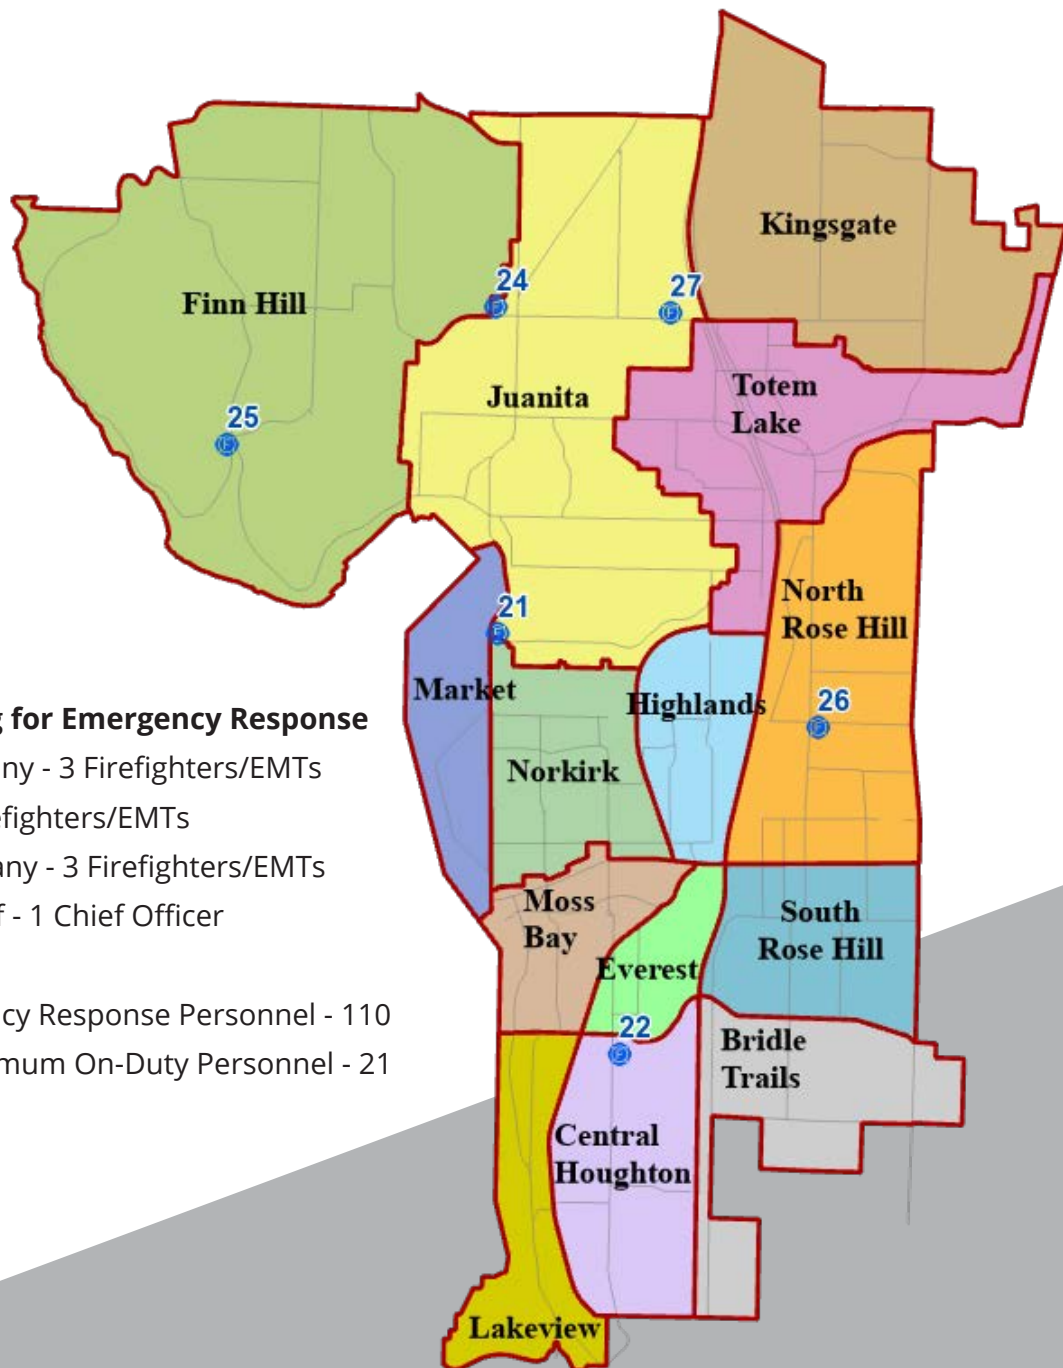 Kingsgate
24
27
Finn Hill
Juanita
Totem
Lake
25
North
Rose Hill
21
Market
Highlands
26
for Emergency Response
ny - 3 Firefighters/EMTs
Norkirk
efighters/EMTs
any - 3 Firefighters/EMTs
f - 1 Chief Officer
Moss
Bay
South
Rose Hill
Everest
cy Response Personnel - 110
22
Bridle
Trails
mum On-Duty Personnel - 21
Central
Houghton
Lakeview